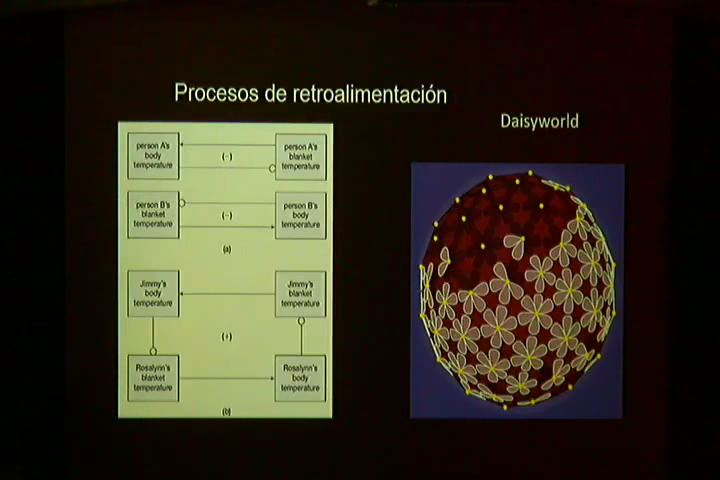 Procesos de retroalimentación
Daisyworld
person A's
body
temperature
(−)
person A's
blanket
temperature
person B's
blanket
temperature
(−)
person B's
body
temperature
(a)
Jimmy's
body
temperature
Jimmy's
blanket
temperature
(+)
Rosalynn's
blanket
temperature
Rosalynn's
body
temperature
(b)